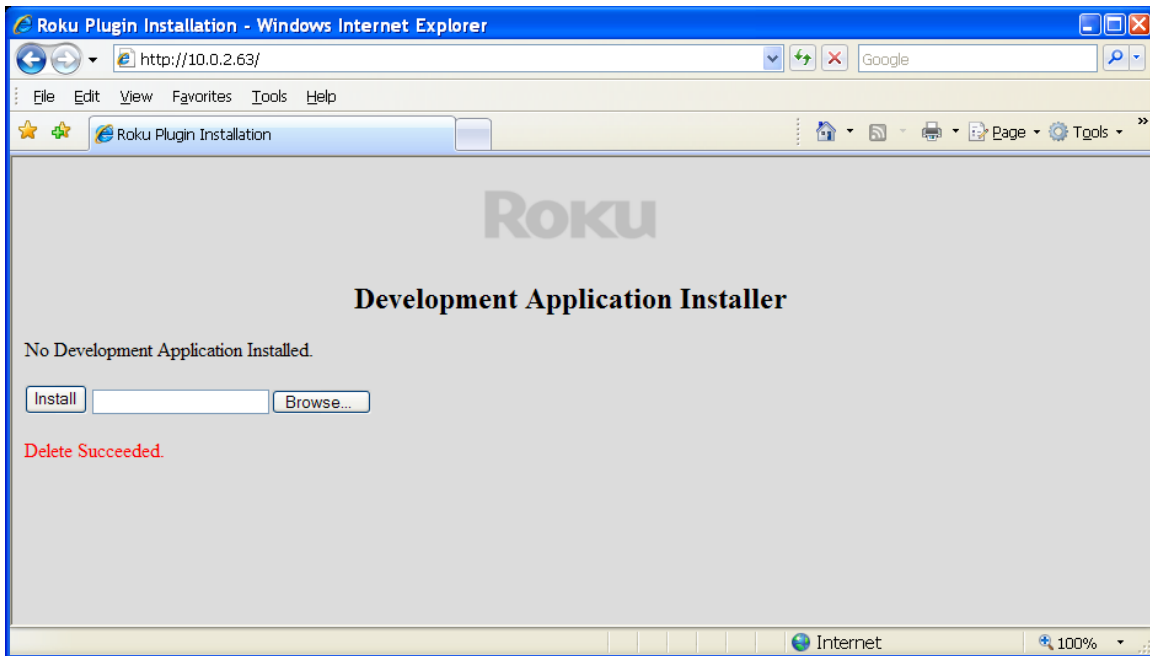 Roku Plugin Installation - Windows Internet Explorer
http://10.0.2.63/
Google
File Edit View Favorites Tools Help
Roku Plugin Installation
Page Tools »
Roku
Development Application Installer
No Development Application Installed.
Install Browse...
Delete Succeeded.
Internet 100%